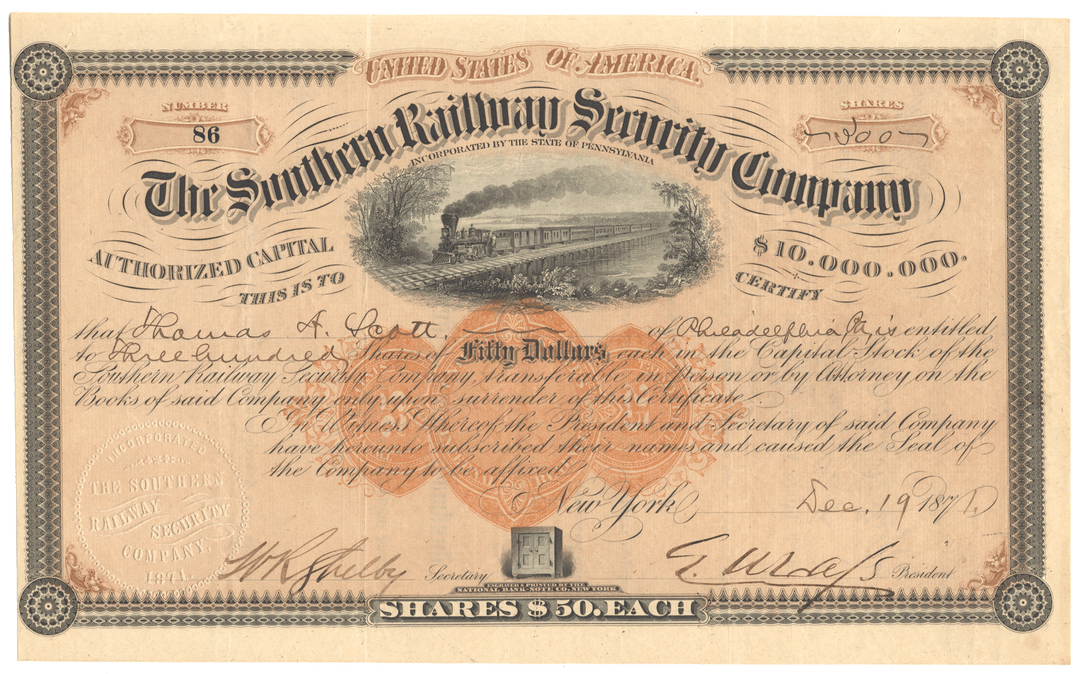 UNITED STATES OF AMERICA.
NUMBER
86
SHARES
300
The Southern Railway Security Company
INCORPORATED BY THE STATE OF PENNSYLVANIA
AUTHORIZED CAPITAL $10.000.000.
THIS IS TO CERTIFY
that Thomas A. Scott. of Philadelphia Pa is entitled
to Three hundred Shares of Fifty Dollars each in the Capital Stock of the
Southern Railway Security Company, transferable in Person or by Attorney on the
Books of said Company only upon surrender of this Certificate.
In Witness Whereof, the President and Secretary of said Company
have hereunto subscribed their names and caused the Seal of
the Company to be affixed
New York Dec. 19 1871.
INCORPORATED
THE SOUTHERN
RAILWAY SECURITY
COMPANY.
1871.
W K Shelby Secretary
President
ENGRAVED & PRINTED BY THE
NATIONAL BANK-NOTE CO. NEW YORK
SHARES $50. EACH